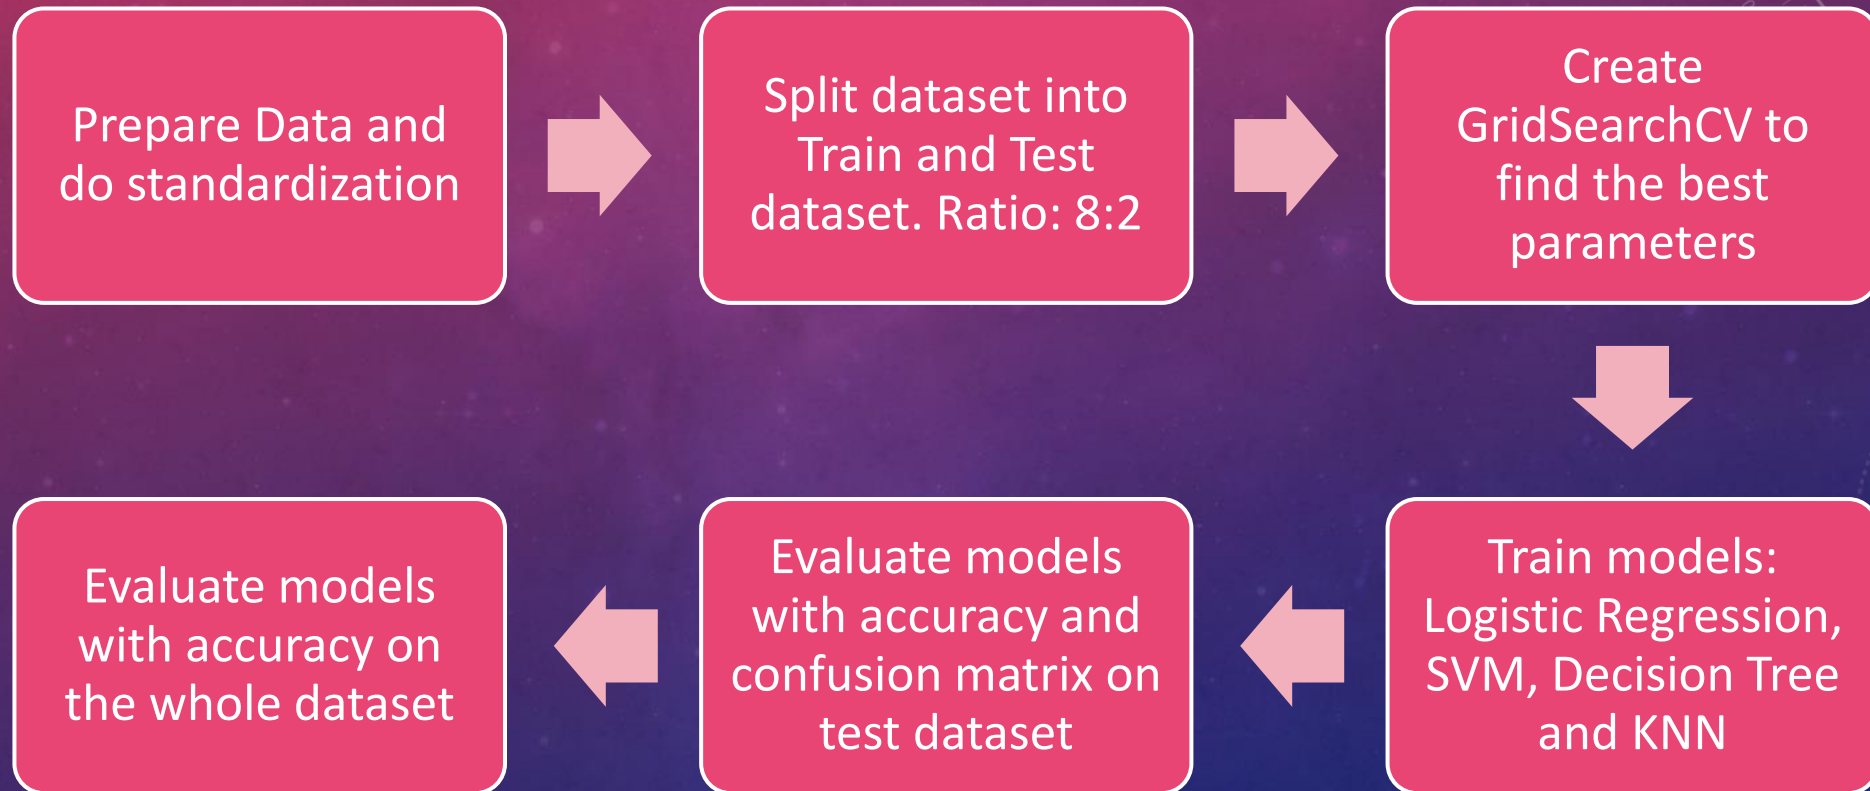 Prepare Data and
do standardization
Split dataset into
Train and Test
dataset. Ratio: 8:2
Create
GridSearchCV to
find the best
parameters
Train models:
Logistic Regression,
SVM, Decision Tree
and KNN
Evaluate models
with accuracy and
confusion matrix on
test dataset
Evaluate models
with accuracy on
the whole dataset